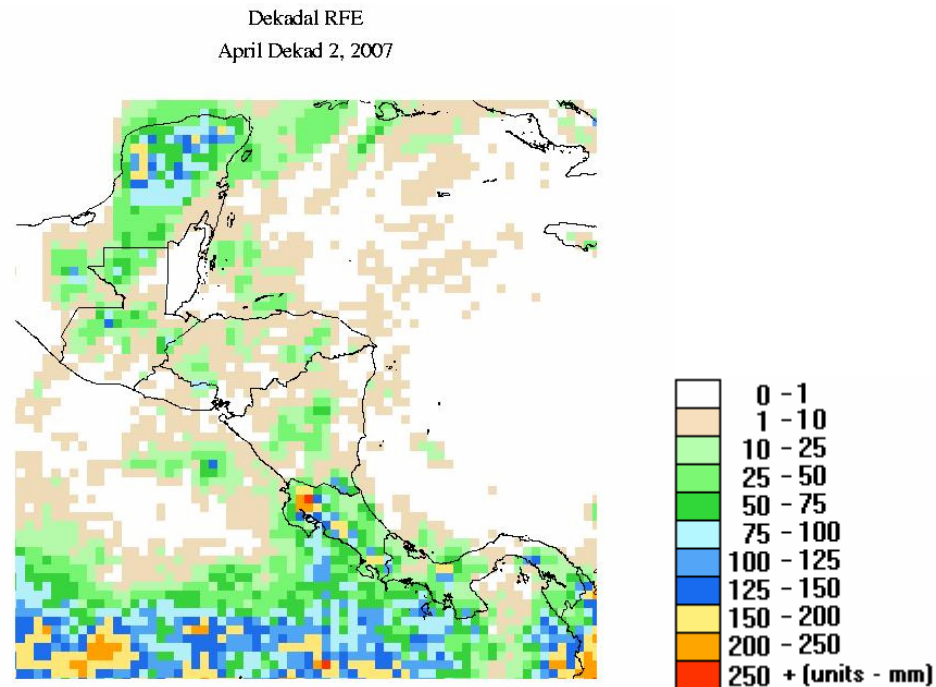 Dekadal RFE
April Dekad 2, 2007
0 - 1
1 - 10
10 - 25
25 - 50
50 - 75
75 - 100
100 - 125
125 - 150
150 - 200
200 - 250
250 + (units - mm)